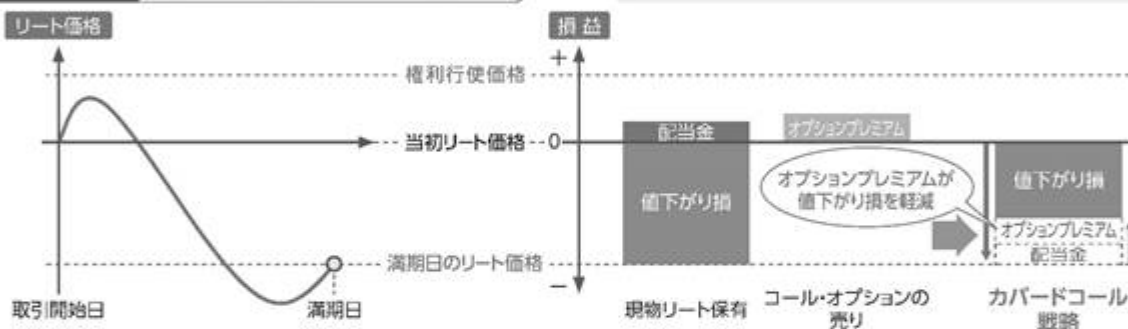 リート価格
権利行使価格
当初リート価格
満期日のリート価格
取引開始日
満期日
損益
+
0
−
配当金
値下がり損
現物リート保有
オプションプレミアム
オプションプレミアムが
値下がり損を軽減
コール・オプションの
売り
値下がり損
オプションプレミアム
配当金
カバードコール
戦略